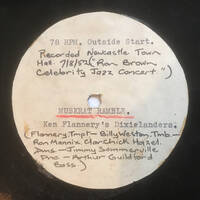 78 RPM. Outside Start.
Recorded Newcastle Town
Hall. 7/8/52 ("Ron Brown
Celebrity Jazz Concert")
MUSKRAT RAMBLE.
Ken Flannery's Dixielanders.
(Flannery, Tmpt- Billy Weston, Tmb-
Ron Mannix Clar- Chick Hazel.
Dms- Jimmy Sommerville
Pno- Arthur Guildford
Bass.)